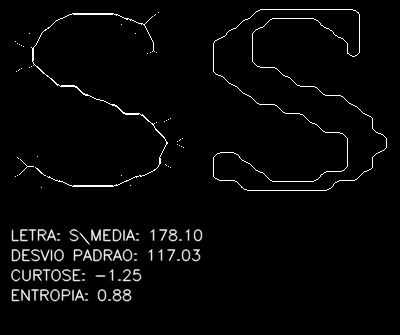 S S
LETRA: S\MEDIA: 178.10
DESVIO PADRAO: 117.03
CURTOSE: -1.25
ENTROPIA: 0.88